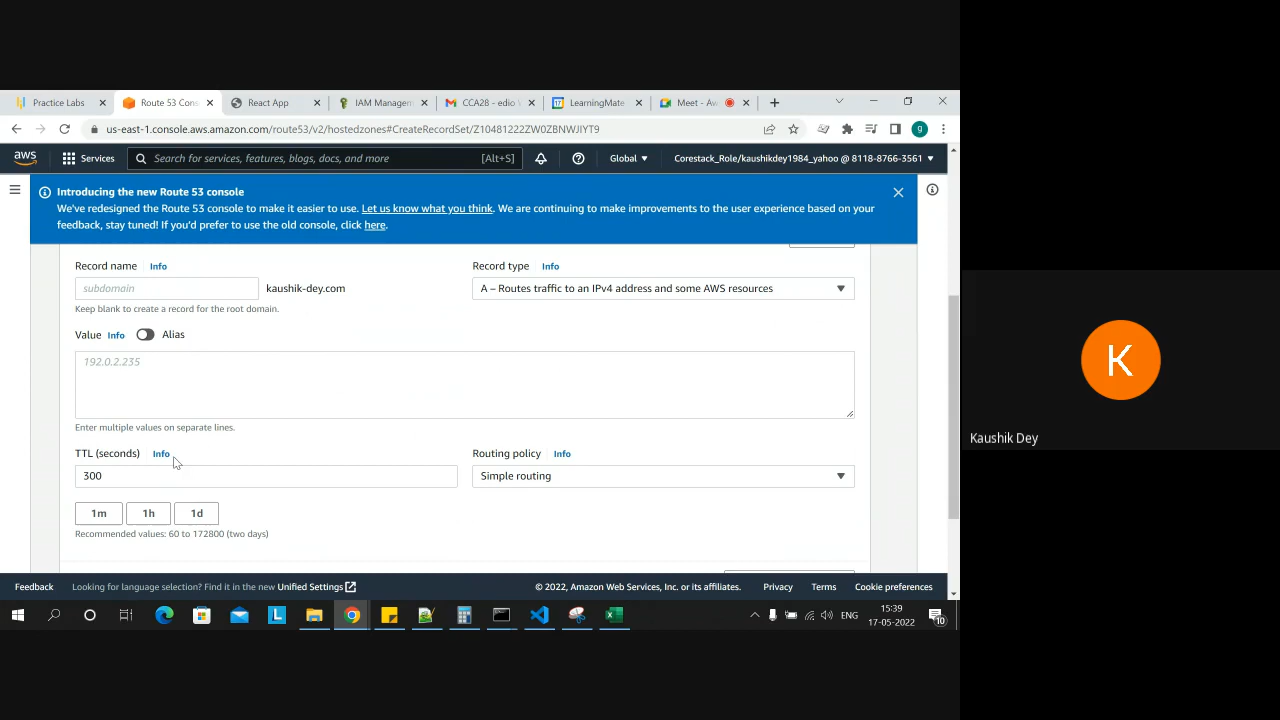 Practice Labs
Route 53 Cons
React App
IAM Managem
CCA28 - edio
LearningMate
Meet - Aw
us-east-1.console.aws.amazon.com/route53/v2/hostedzones#CreateRecordSet/Z10481222ZW0ZBNWJIYT9
g
aws
Services
Search for services, features, blogs, docs, and more
[Alt+S]
Global
Corestack_Role/kaushikdey1984_yahoo @ 8118-8766-3561
Introducing the new Route 53 console
We've redesigned the Route 53 console to make it easier to use. Let us know what you think. We are continuing to make improvements to the user experience based on your
feedback, stay tuned! If you'd prefer to use the old console, click here.
Record name Info
Record type Info
subdomain
kaushik-dey.com
A – Routes traffic to an IPv4 address and some AWS resources
Keep blank to create a record for the root domain.
Value Info Alias
192.0.2.235
Enter multiple values on separate lines.
TTL (seconds) Info
Routing policy Info
300
Simple routing
1m
1h
1d
Recommended values: 60 to 172800 (two days)
K
Kaushik Dey
Feedback
Looking for language selection? Find it in the new Unified Settings
© 2022, Amazon Web Services, Inc. or its affiliates.
Privacy
Terms
Cookie preferences
L
ENG
15:39
17-05-2022
10